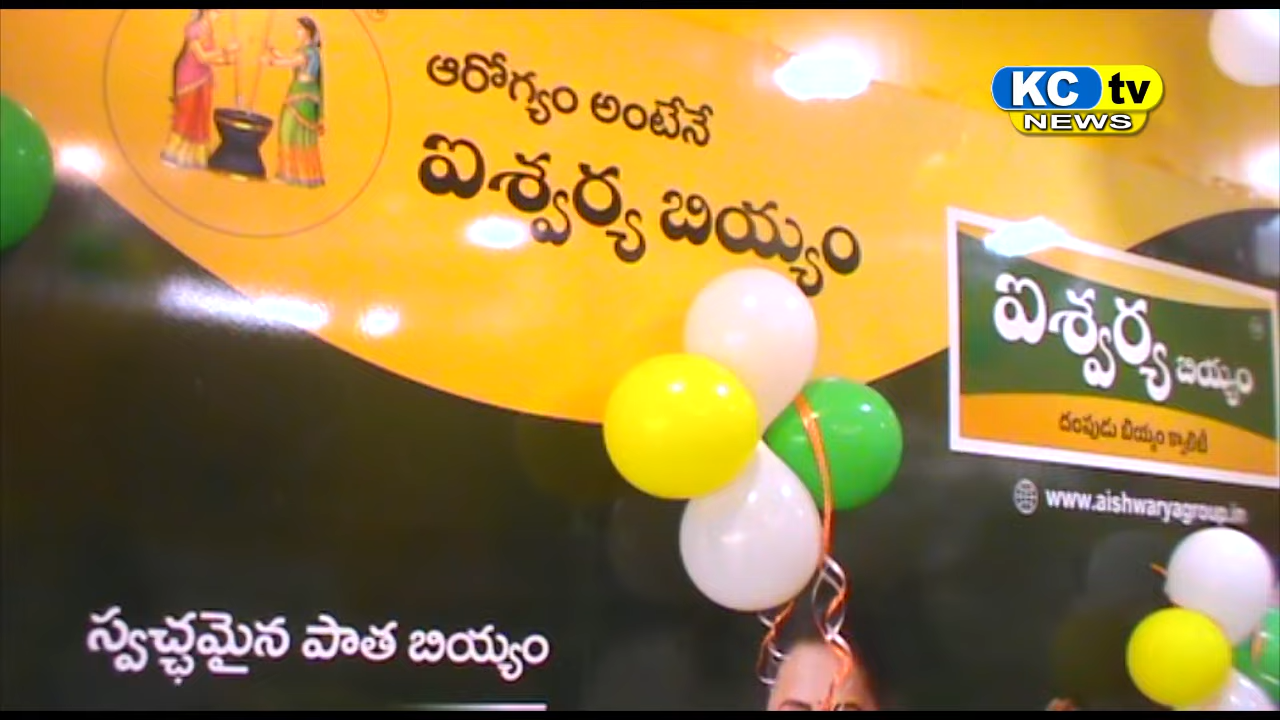 KC tv
NEWS
ఆరోగ్యం అంటేనే
ఐశ్వర్య బియ్యం
ఐశ్వర్య బియ్యం
దంపుడు బియ్యం క్వాలిటీ
www.aishwaryagroup.in
స్వచ్ఛమైన పాత బియ్యం